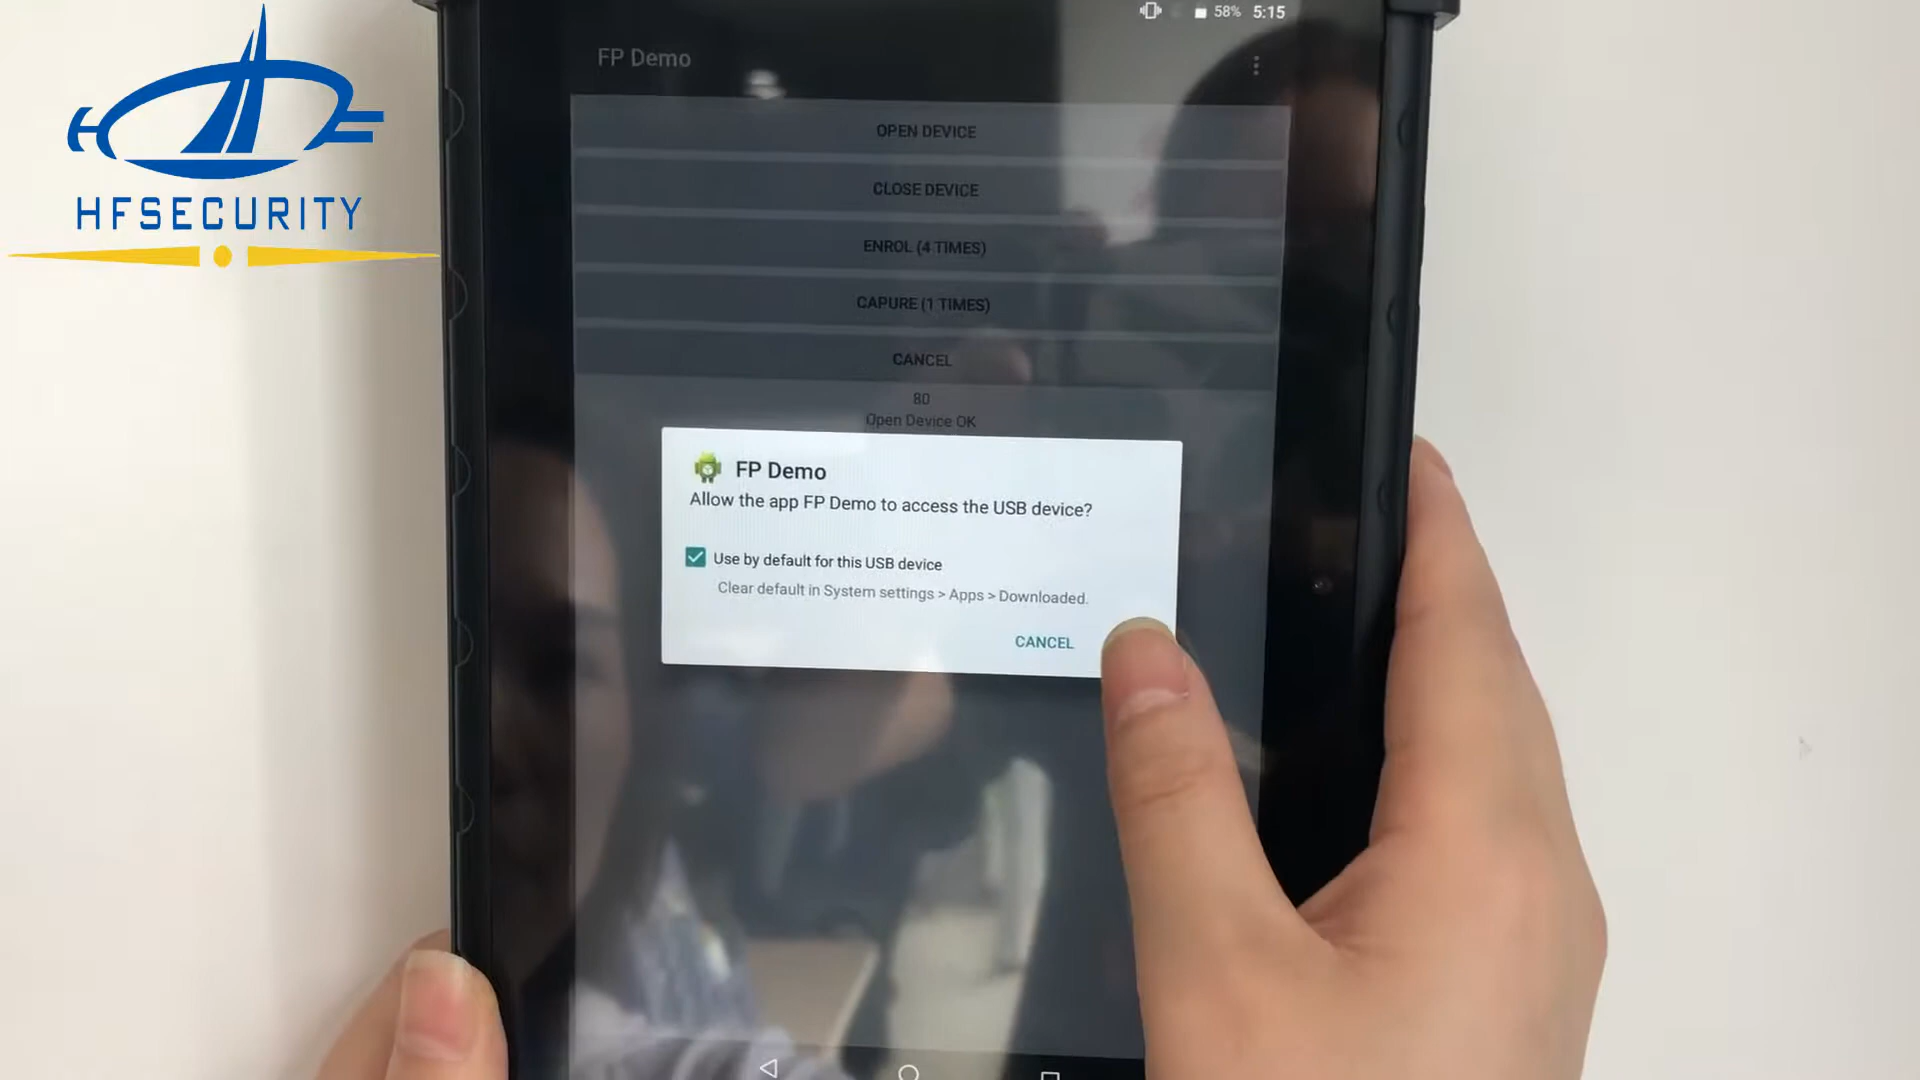 58% 5:15
FP Demo
OPEN DEVICE
CLOSE DEVICE
ENROL (4 TIMES)
CAPURE (1 TIMES)
CANCEL
80
Open Device OK
FP Demo
Allow the app FP Demo to access the USB device?
Use by default for this USB device
Clear default in System settings > Apps > Downloaded.
CANCEL
HFSECURITY